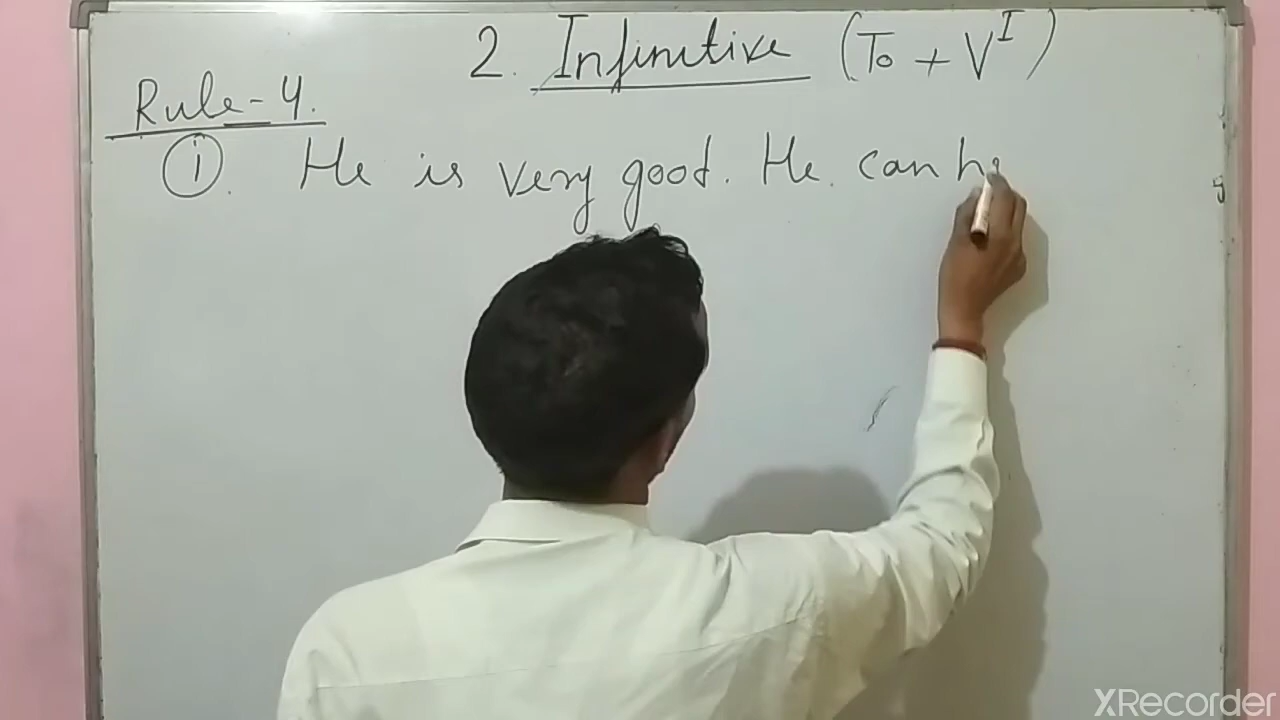 2. Infinitive (To + V^I)
Rule-4.
①. He is very good. He can
XRecorder